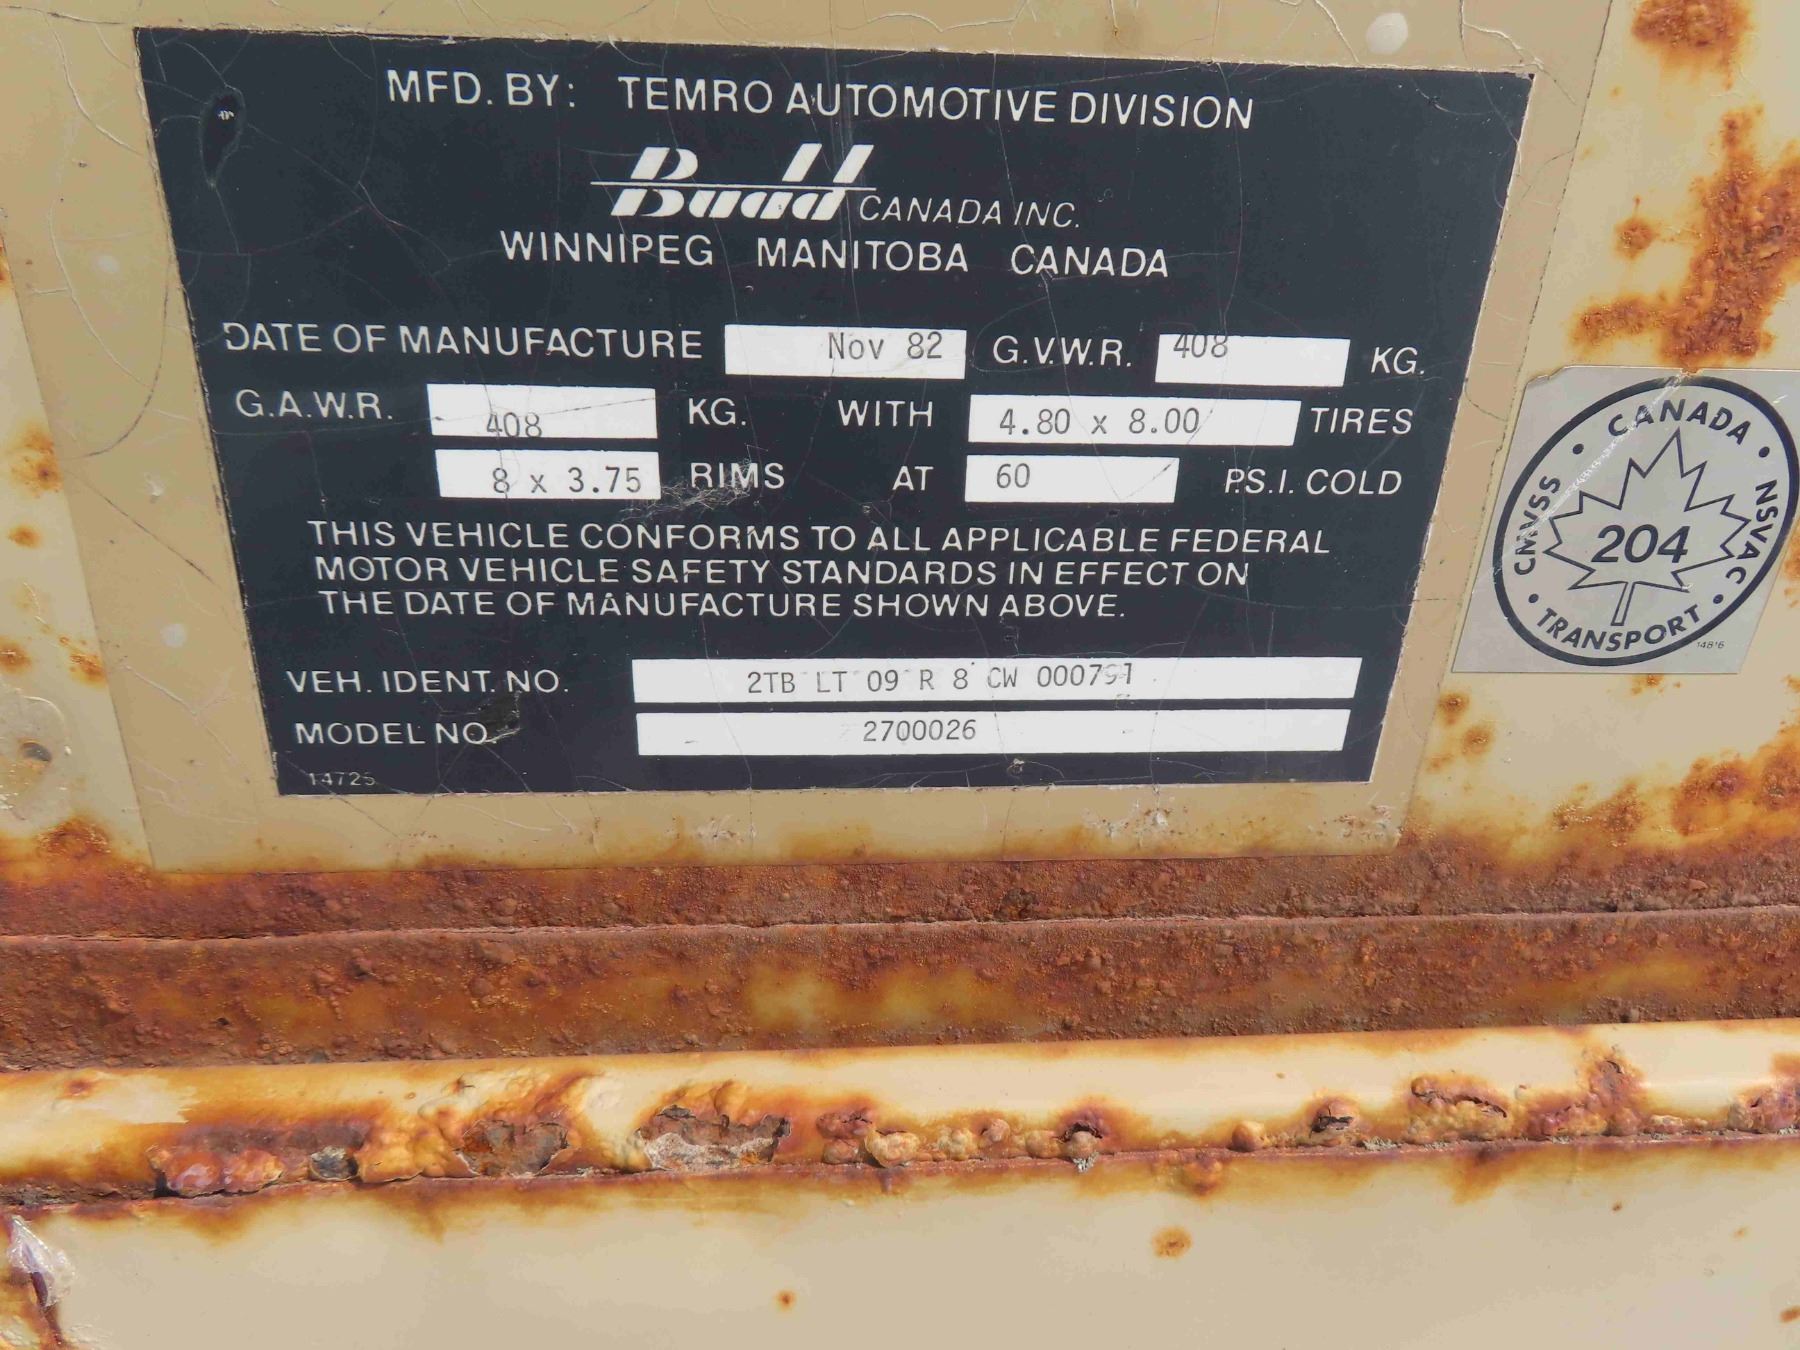 MFD. BY: TEMRO AUTOMOTIVE DIVISION
Budd CANADA INC.
WINNIPEG MANITOBA CANADA
DATE OF MANUFACTURE Nov 82 G.V.W.R. 408 KG.
G.A.W.R. 408 KG. WITH 4.80 x 8.00 TIRES
8 x 3.75 RIMS AT 60 P.S.I. COLD
THIS VEHICLE CONFORMS TO ALL APPLICABLE FEDERAL
MOTOR VEHICLE SAFETY STANDARDS IN EFFECT ON
THE DATE OF MANUFACTURE SHOWN ABOVE.
VEH. IDENT. NO. 2TB LT 09 R 8 CW 000791
MODEL NO. 2700026
14725
CANADA
CMVSS • NSVAC
204
TRANSPORT
14816